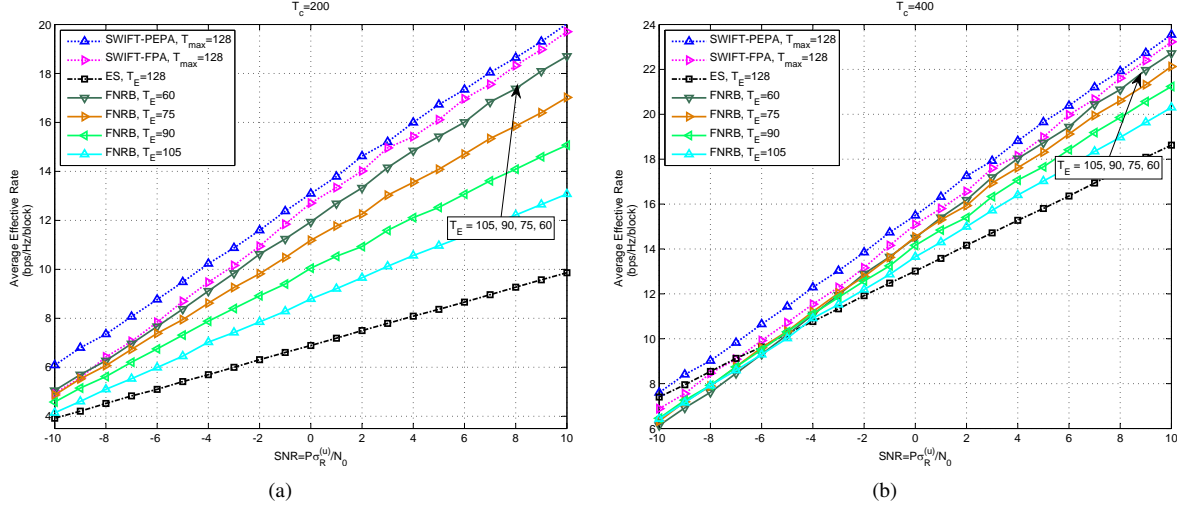 T_c=200
Average Effective Rate
(bps/Hz/block)
20
18
16
14
12
10
8
6
4
SWIFT-PEPA, T_max=128
SWIFT-FPA, T_max=128
ES, T_E=128
FNRB, T_E=60
FNRB, T_E=75
FNRB, T_E=90
FNRB, T_E=105
T_E = 105, 90, 75, 60
-10 -8 -6 -4 -2 0 2 4 6 8 10
SNR=Pσ_R^(u)/N_0
(a)
T_c=400
Average Effective Rate
(bps/Hz/block)
24
22
20
18
16
14
12
10
8
6
SWIFT-PEPA, T_max=128
SWIFT-FPA, T_max=128
ES, T_E=128
FNRB, T_E=60
FNRB, T_E=75
FNRB, T_E=90
FNRB, T_E=105
T_E = 105, 90, 75, 60
-10 -8 -6 -4 -2 0 2 4 6 8 10
SNR=Pσ_R^(u)/N_0
(b)